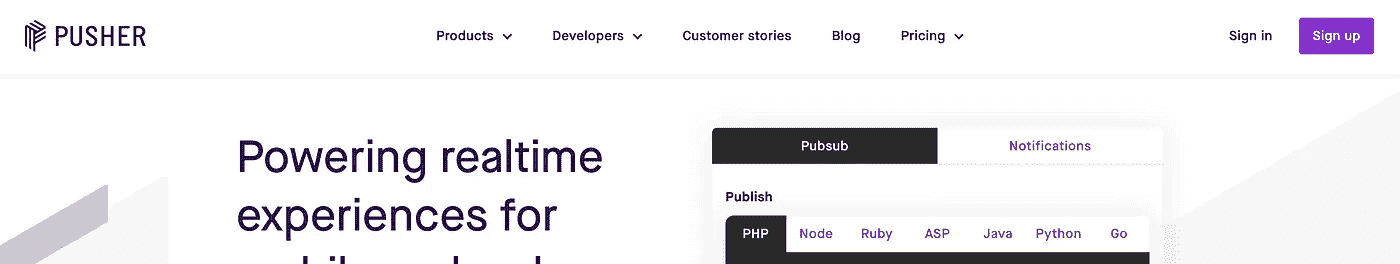 PUSHER Products Developers Customer stories Blog Pricing Sign in Sign up
Powering realtime
experiences for
Pubsub Notifications
Publish
PHP Node Ruby ASP Java Python Go